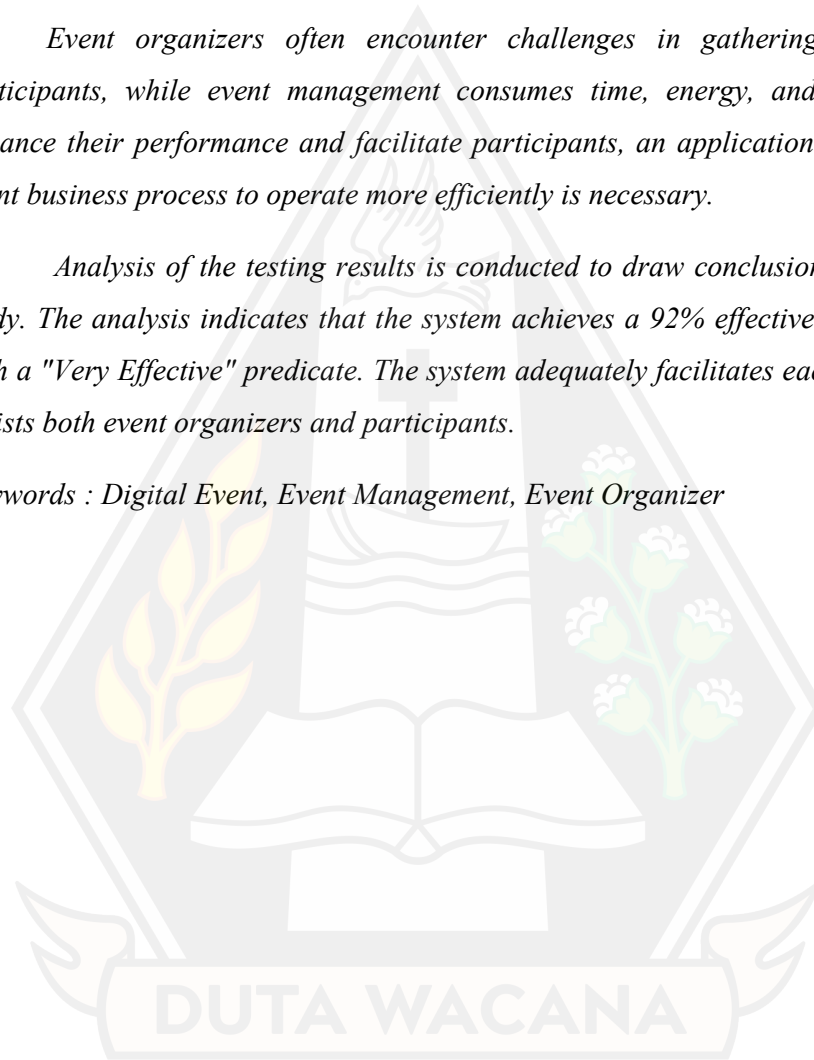 Event organizers often encounter challenges in gathering
ticipants, while event management consumes time, energy, and
ance their performance and facilitate participants, an application
nt business process to operate more efficiently is necessary.
Analysis of the testing results is conducted to draw conclusion
dy. The analysis indicates that the system achieves a 92% effective
h a "Very Effective" predicate. The system adequately facilitates ea
ists both event organizers and participants.
ywords : Digital Event, Event Management, Event Organizer
DUTA WACANA